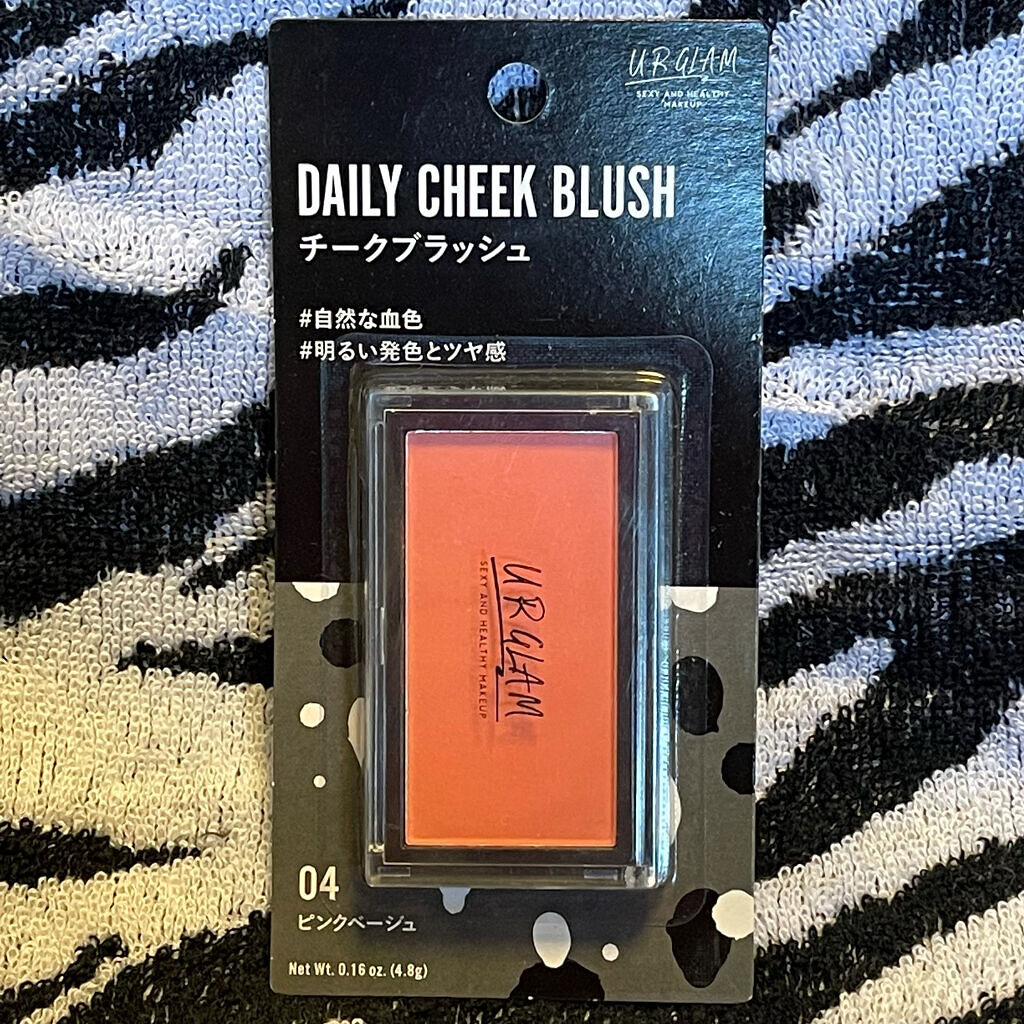 UR GLAM
SEXY AND HEALTHY
MAKEUP
DAILY CHEEK BLUSH
チークブラッシュ
#自然な血色
#明るい発色とツヤ感
UR GLAM
SEXY AND HEALTHY MAKEUP
04
ピンクベージュ
Net Wt. 0.16 oz. (4.8g)